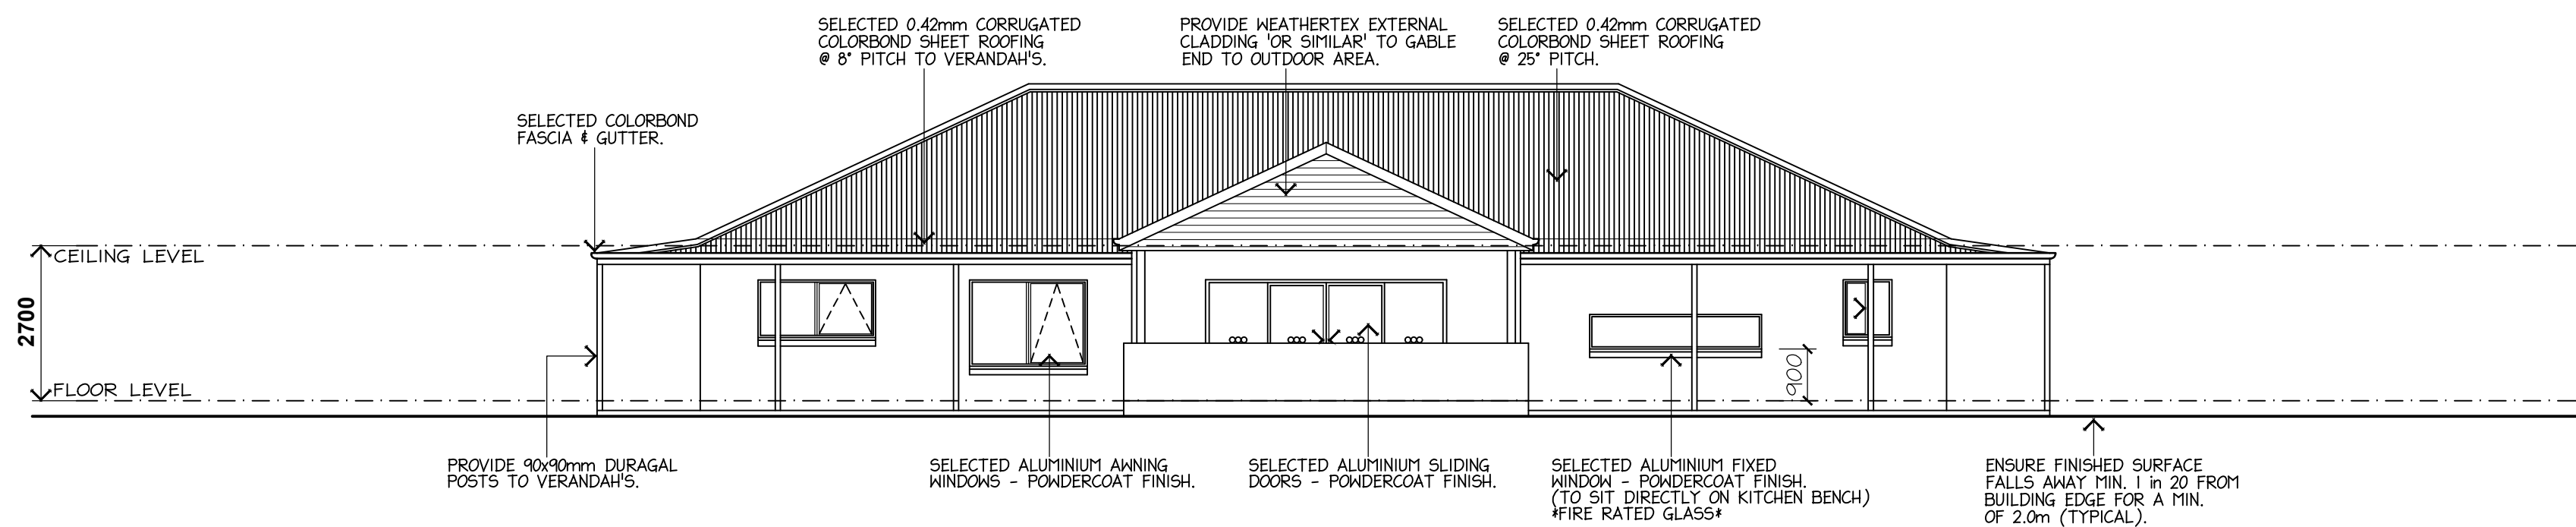 SELECTED 0.42mm CORRUGATED
COLORBOND SHEET ROOFING
@ 8° PITCH TO VERANDAH'S.
PROVIDE WEATHERTEX EXTERNAL
CLADDING 'OR SIMILAR' TO GABLE
END TO OUTDOOR AREA.
SELECTED 0.42mm CORRUGATED
COLORBOND SHEET ROOFING
@ 25° PITCH.
SELECTED COLORBOND
FASCIA & GUTTER.
CEILING LEVEL
2700
FLOOR LEVEL
900
PROVIDE 90x90mm DURAGAL
POSTS TO VERANDAH'S.
SELECTED ALUMINIUM AWNING
WINDOWS - POWDERCOAT FINISH.
SELECTED ALUMINIUM SLIDING
DOORS - POWDERCOAT FINISH.
SELECTED ALUMINIUM FIXED
WINDOW - POWDERCOAT FINISH.
(TO SIT DIRECTLY ON KITCHEN BENCH)
*FIRE RATED GLASS*
ENSURE FINISHED SURFACE
FALLS AWAY MIN. 1 in 20 FROM
BUILDING EDGE FOR A MIN.
OF 2.0m (TYPICAL).